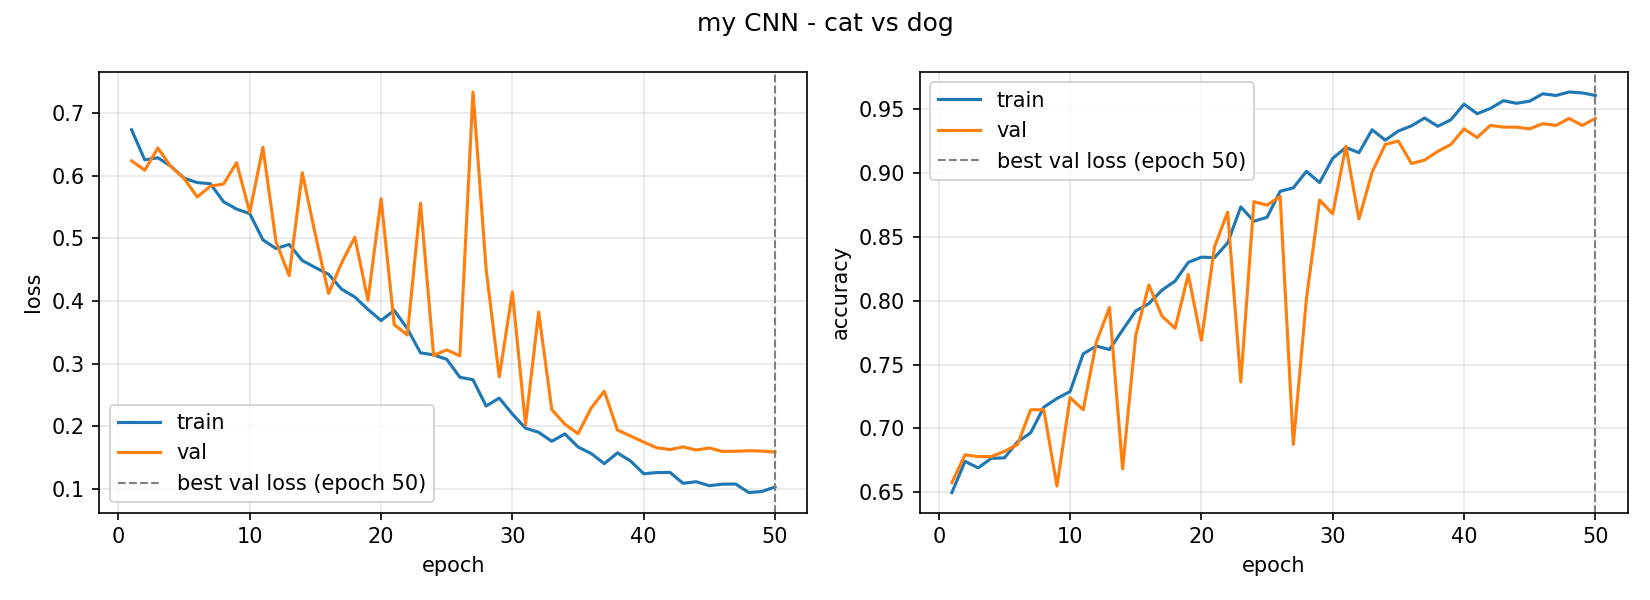 my CNN - cat vs dog
loss
0.7
0.6
0.5
0.4
0.3
0.2
0.1
train
val
best val loss (epoch 50)
0 10 20 30 40 50
epoch
accuracy
0.95
0.90
0.85
0.80
0.75
0.70
0.65
train
val
best val loss (epoch 50)
0 10 20 30 40 50
epoch